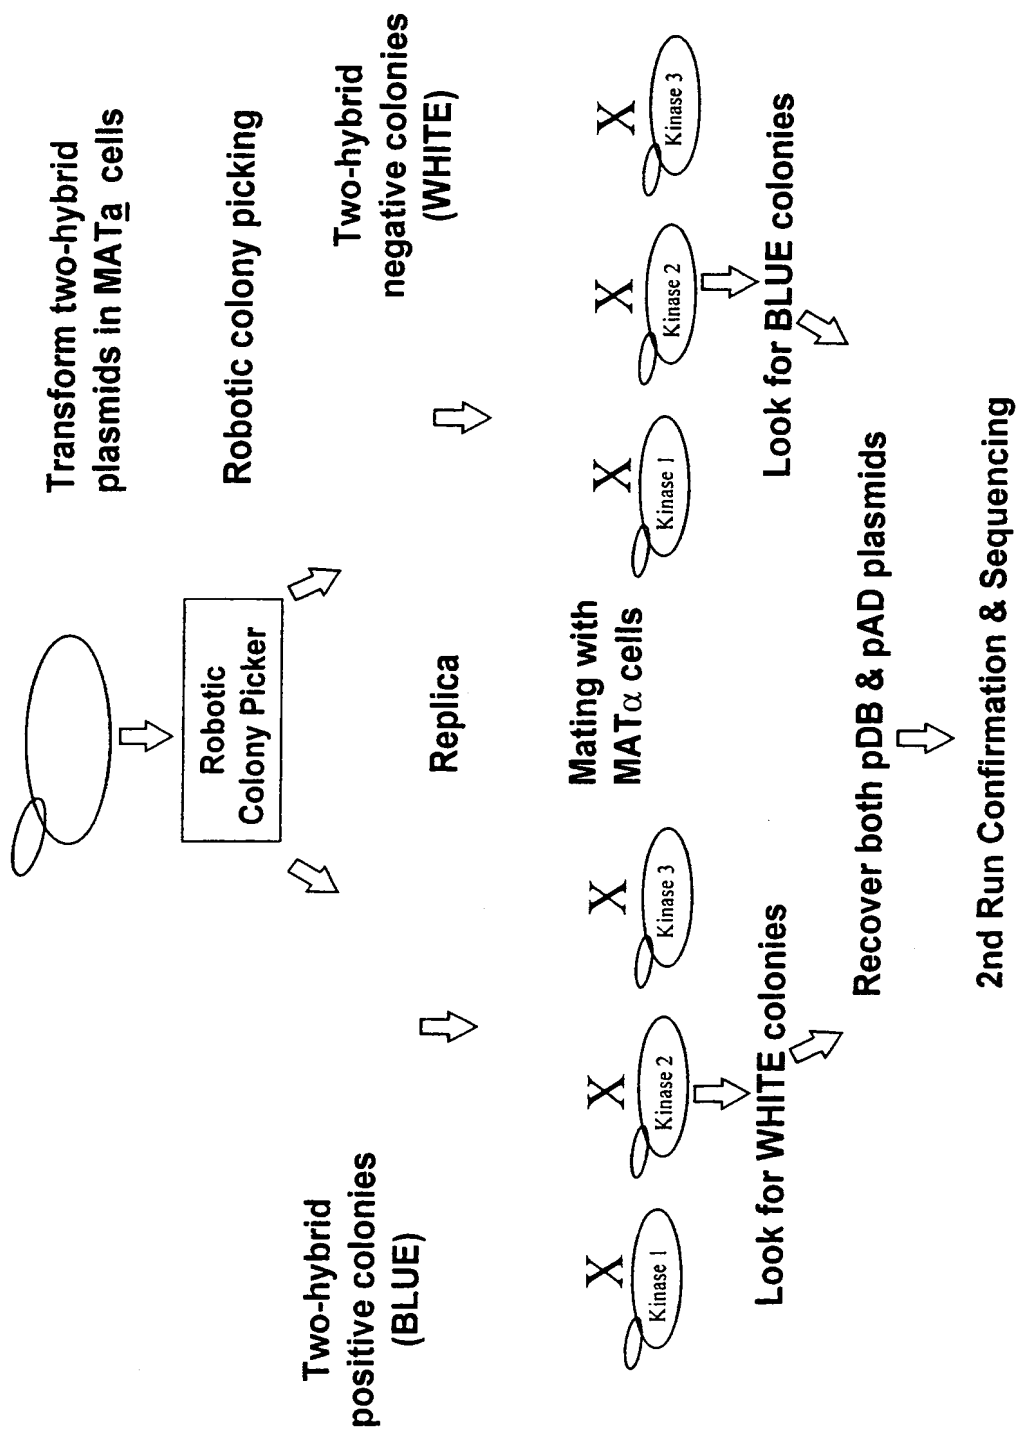 Transform two-hybrid
plasmids in MATa cells
Robotic
Colony Picker
Robotic colony picking
Two-hybrid
positive colonies
(BLUE)
Replica
Two-hybrid
negative colonies
(WHITE)
Mating with
MATα cells
X
X
X
X
X
X
Kinase 1
Kinase 2
Kinase 3
Kinase 1
Kinase 2
Kinase 3
Look for WHITE colonies
Look for BLUE colonies
Recover both pDB & pAD plasmids
2nd Run Confirmation & Sequencing